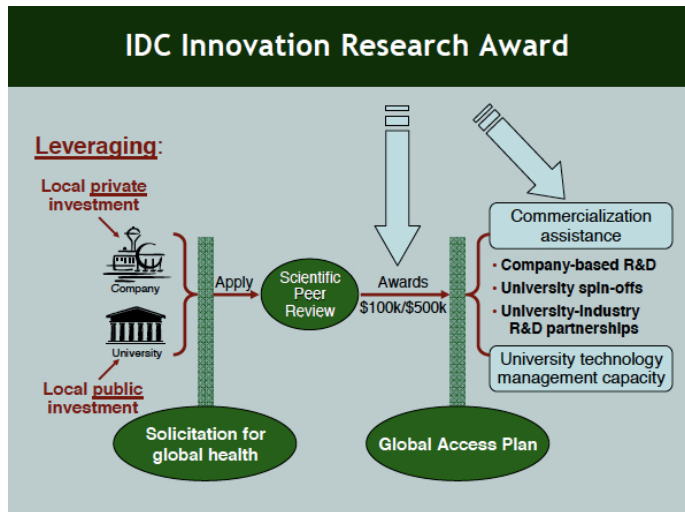 IDC Innovation Research Award
Leveraging:
Local private
investment
Company
University
Local public
investment
Apply
Scientific
Peer
Review
Awards
$100k/$500k
Commercialization
assistance
· Company-based R&D
· University spin-offs
· University-industry
R&D partnerships
University technology
management capacity
Solicitation for
global health
Global Access Plan